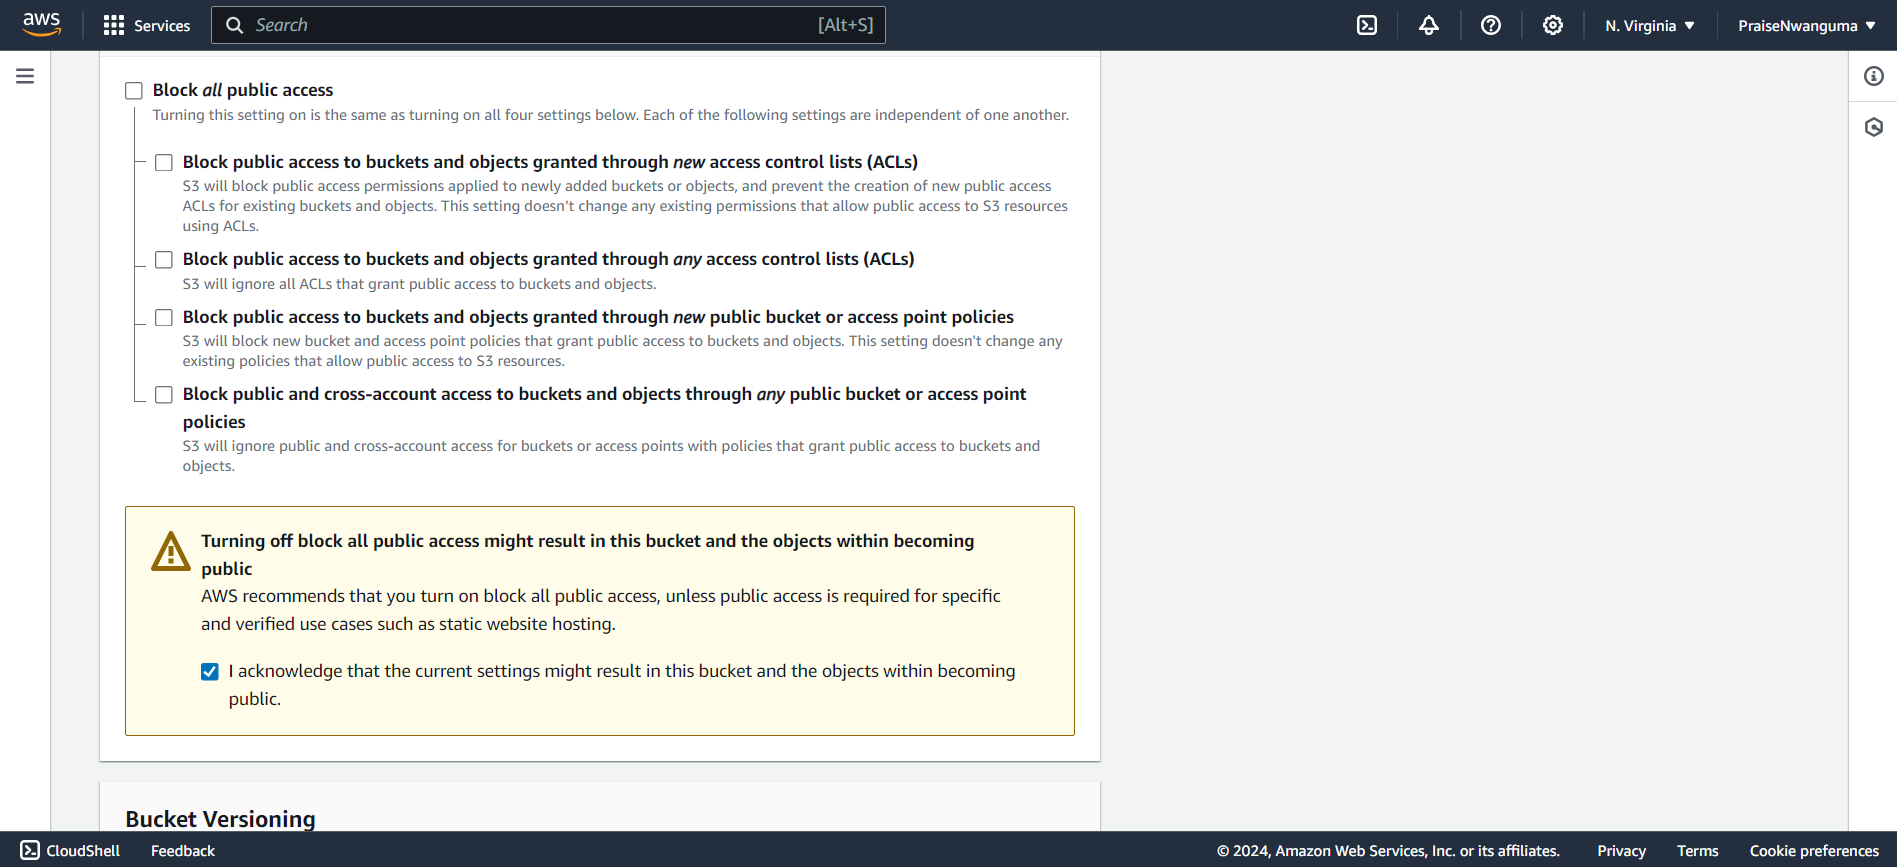 aws
Services
Search
[Alt+S]
N. Virginia
PraiseNwanguma
Block all public access
Turning this setting on is the same as turning on all four settings below. Each of the following settings are independent of one another.
Block public access to buckets and objects granted through new access control lists (ACLs)
S3 will block public access permissions applied to newly added buckets or objects, and prevent the creation of new public access
ACLs for existing buckets and objects. This setting doesn’t change any existing permissions that allow public access to S3 resources
using ACLs.
Block public access to buckets and objects granted through any access control lists (ACLs)
S3 will ignore all ACLs that grant public access to buckets and objects.
Block public access to buckets and objects granted through new public bucket or access point policies
S3 will block new bucket and access point policies that grant public access to buckets and objects. This setting doesn't change any
existing policies that allow public access to S3 resources.
Block public and cross-account access to buckets and objects through any public bucket or access point
policies
S3 will ignore public and cross-account access for buckets or access points with policies that grant public access to buckets and
objects.
Turning off block all public access might result in this bucket and the objects within becoming
public
AWS recommends that you turn on block all public access, unless public access is required for specific
and verified use cases such as static website hosting.
I acknowledge that the current settings might result in this bucket and the objects within becoming
public.
Bucket Versioning
CloudShell
Feedback
© 2024, Amazon Web Services, Inc. or its affiliates.
Privacy
Terms
Cookie preferences